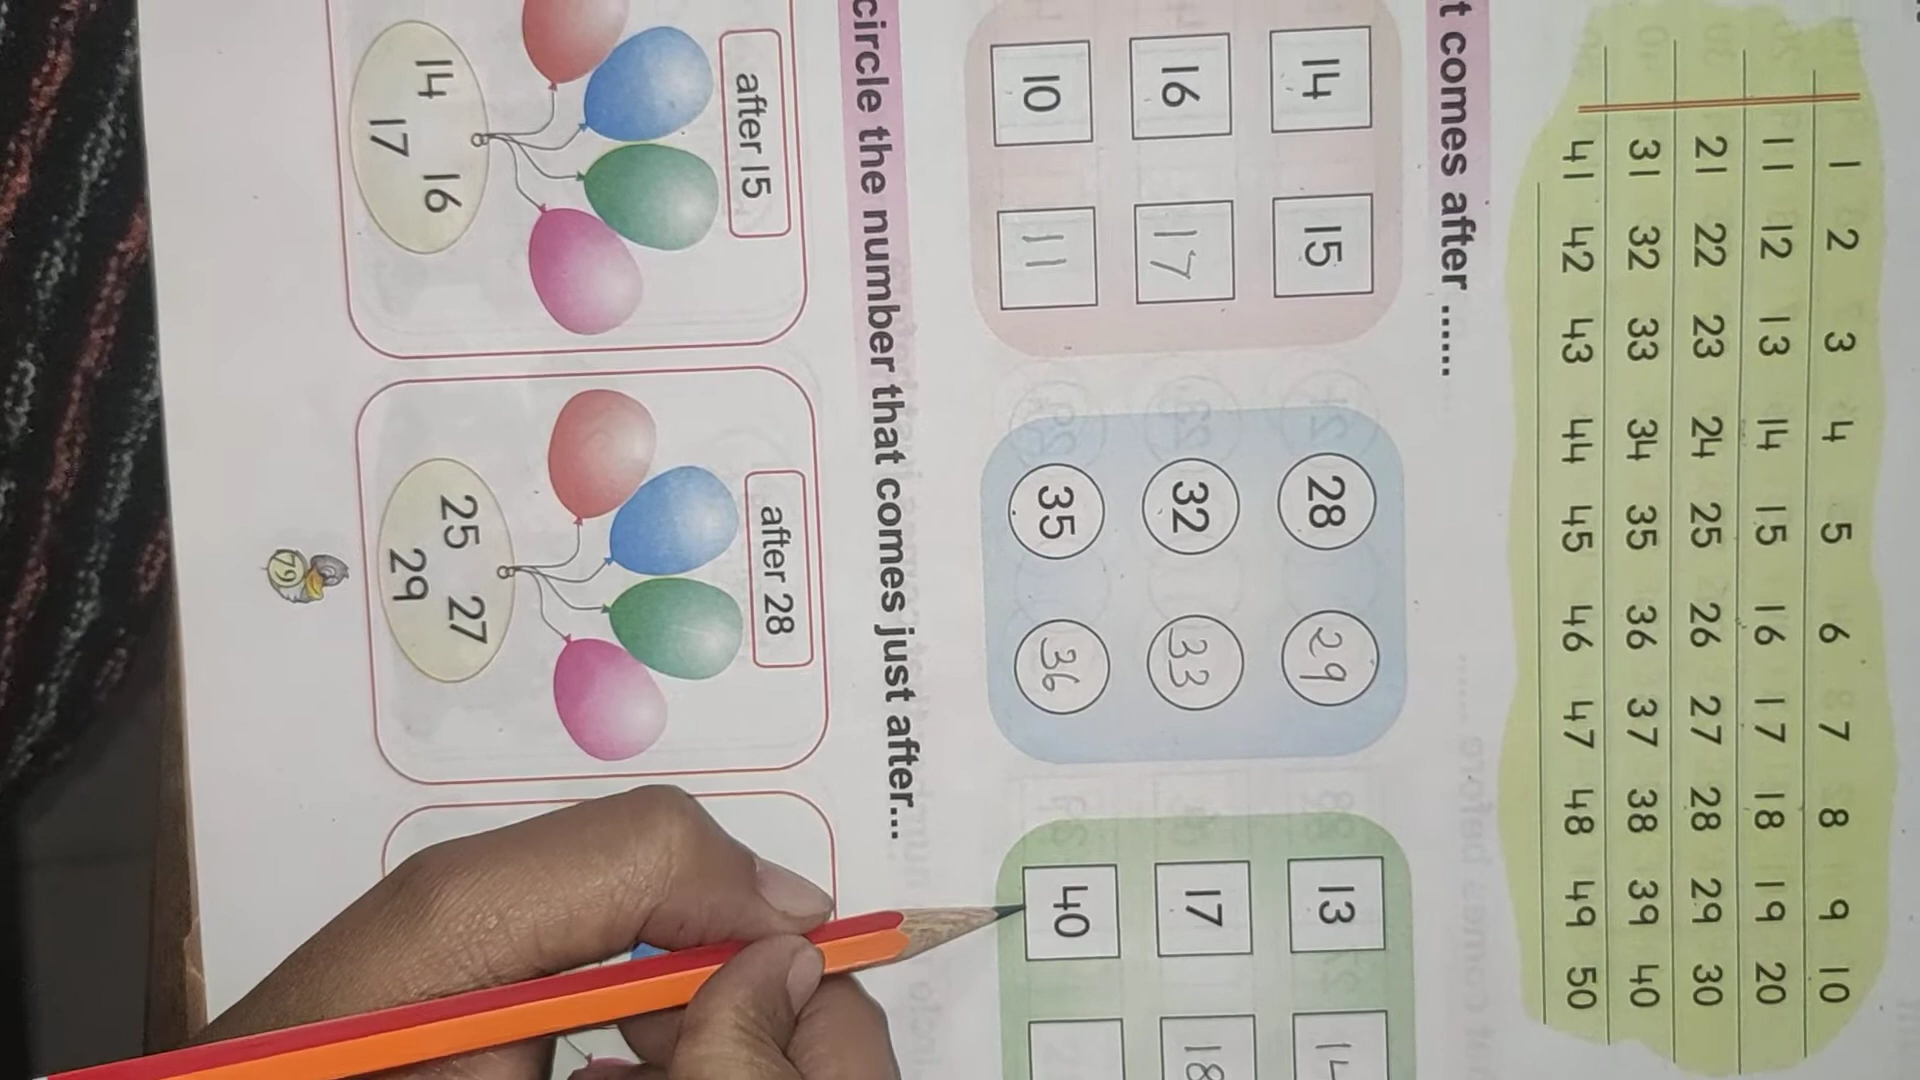 1 2 3 4 5 6 7 8 9 10
11 12 13 14 15 16 17 18 19 20
21 22 23 24 25 26 27 28 29 30
31 32 33 34 35 36 37 38 39 40
41 42 43 44 45 46 47 48 49 50
t comes after ......
14 15 28 29 13 14
16 17 32 33 17 18
10 11 35 36 40
circle the number that comes just after...
after 15 after 28
14 16 25 27
17 29
79